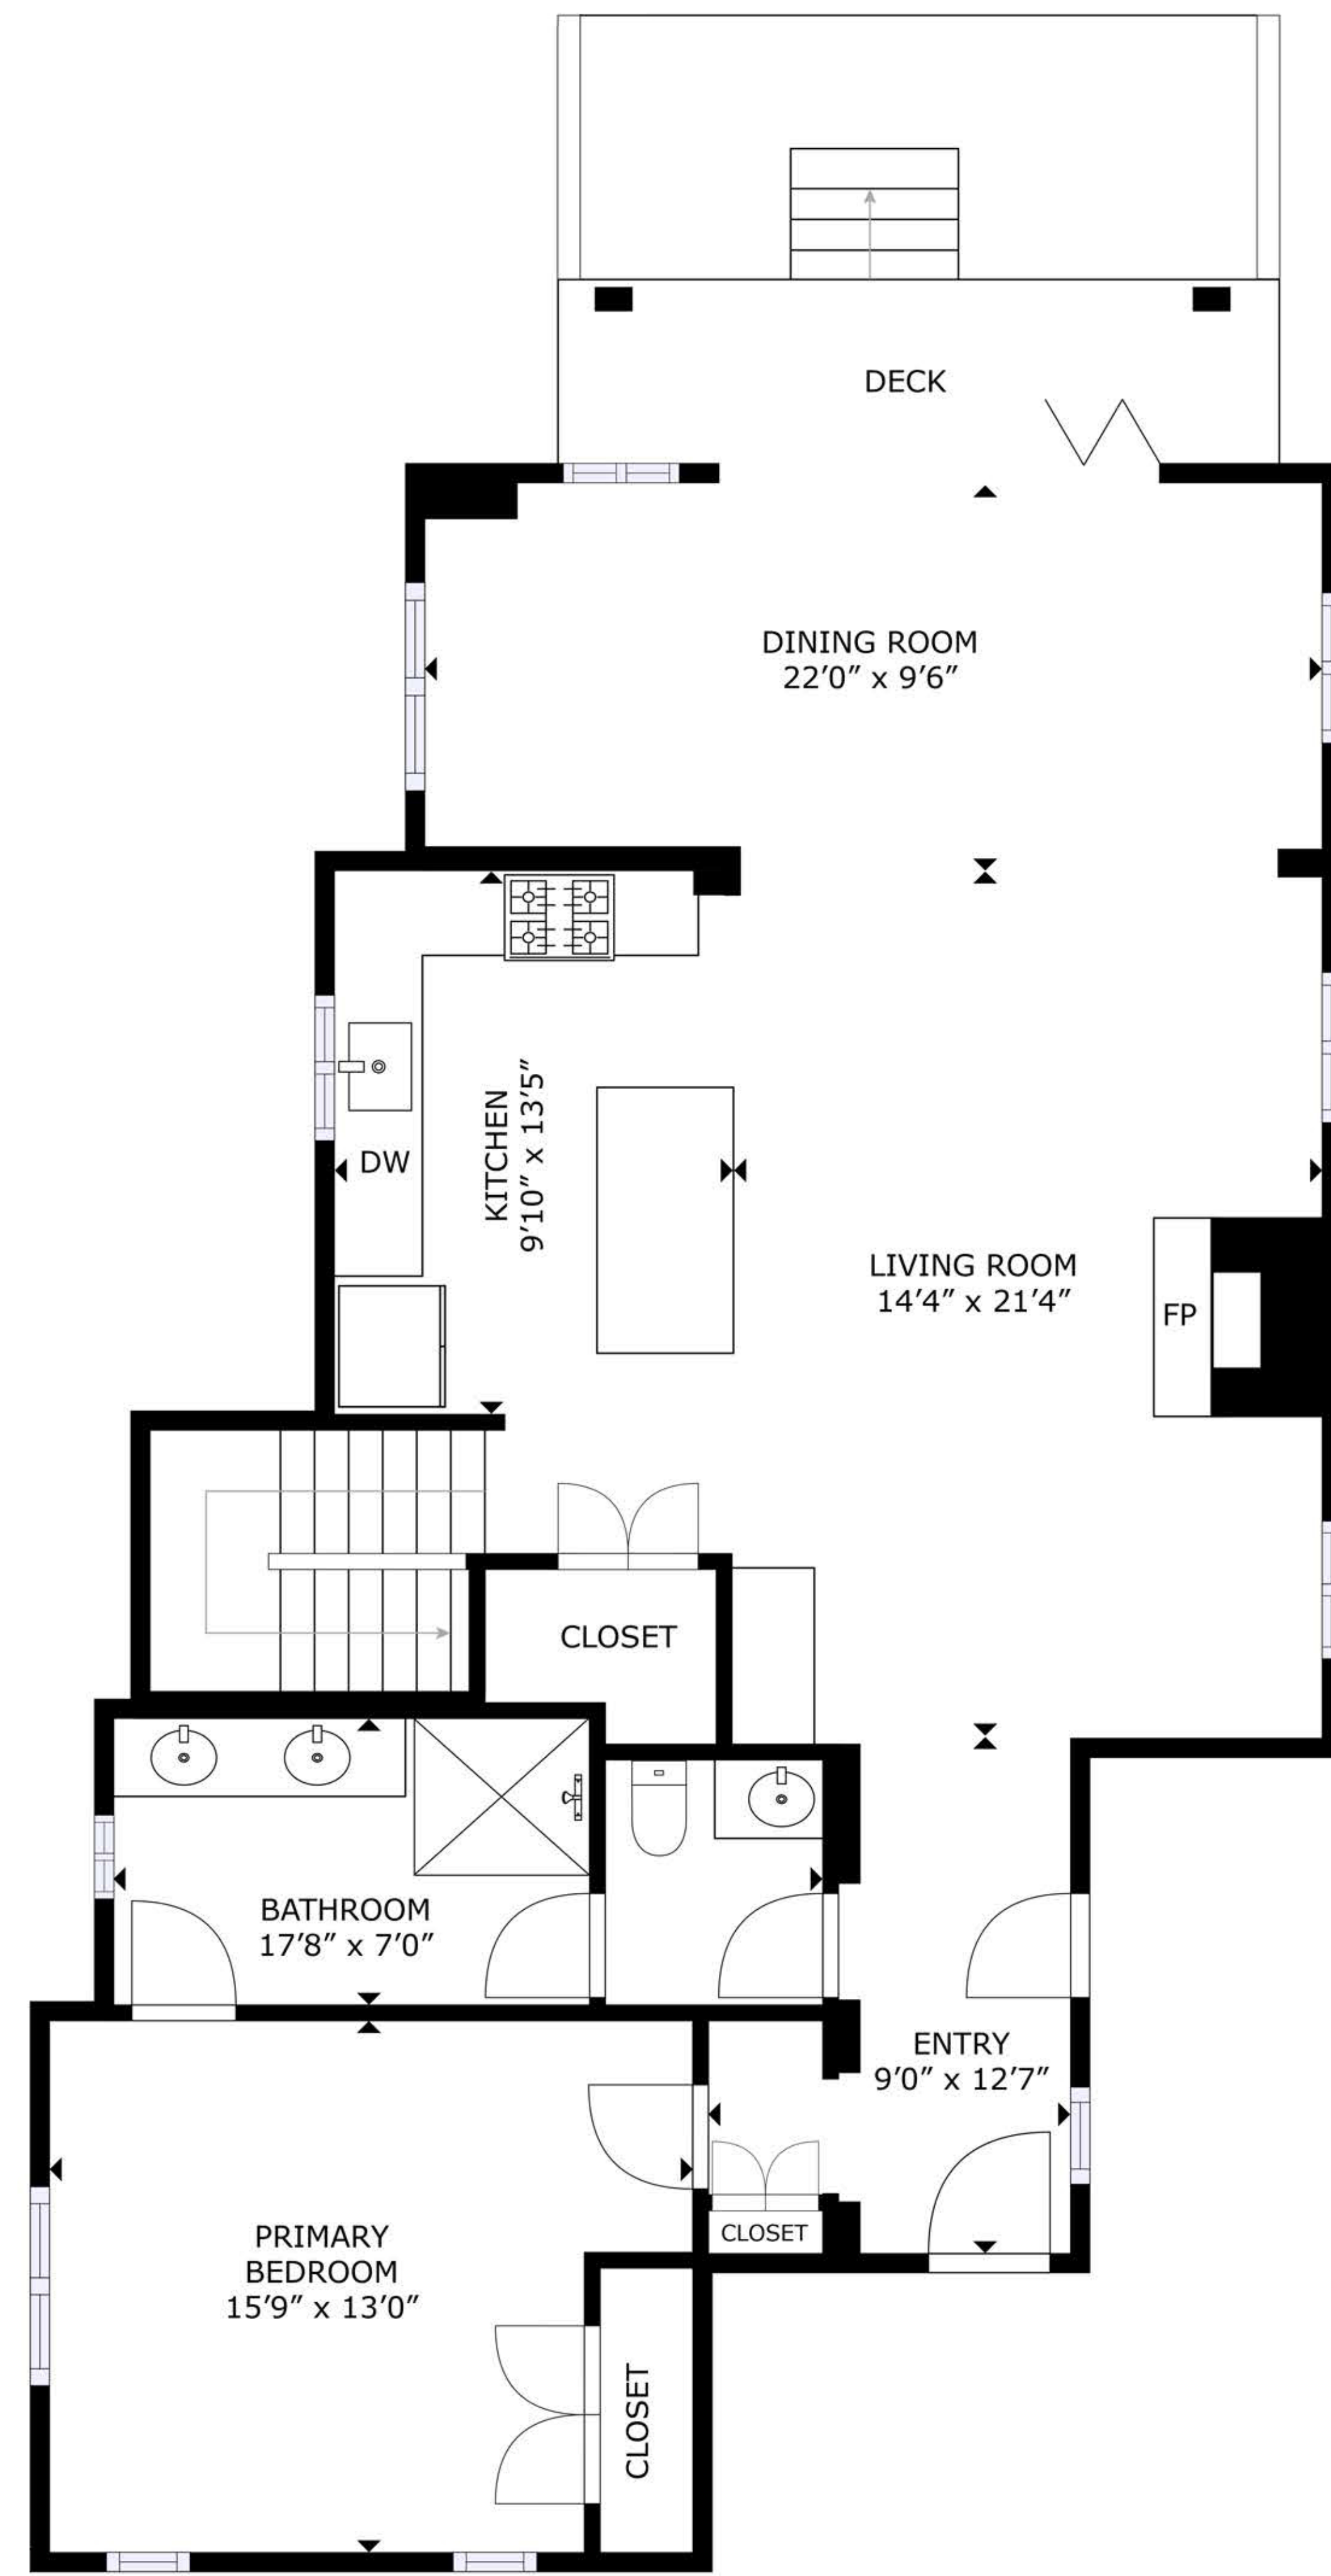 DECK
DINING ROOM
22′0″ x 9′6″
KITCHEN
9′10″ x 13′5″
DW
LIVING ROOM
14′4″ x 21′4″
FP
CLOSET
BATHROOM
17′8″ x 7′0″
ENTRY
9′0″ x 12′7″
CLOSET
PRIMARY
BEDROOM
15′9″ x 13′0″
CLOSET